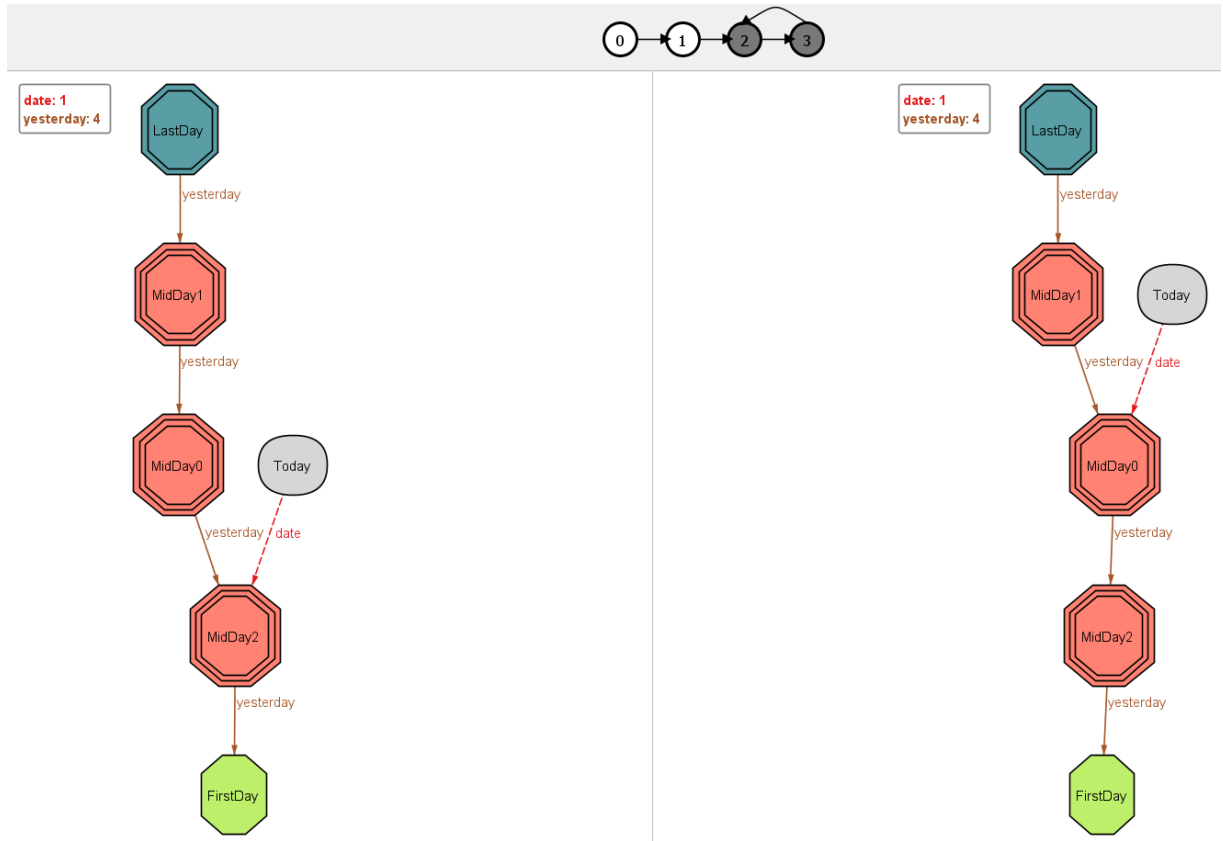 0
1
2
3
date: 1
yesterday: 4
LastDay
yesterday
MidDay1
yesterday
MidDay0
Today
yesterday
date
MidDay2
yesterday
FirstDay
date: 1
yesterday: 4
LastDay
yesterday
MidDay1
Today
yesterday
date
MidDay0
yesterday
MidDay2
yesterday
FirstDay